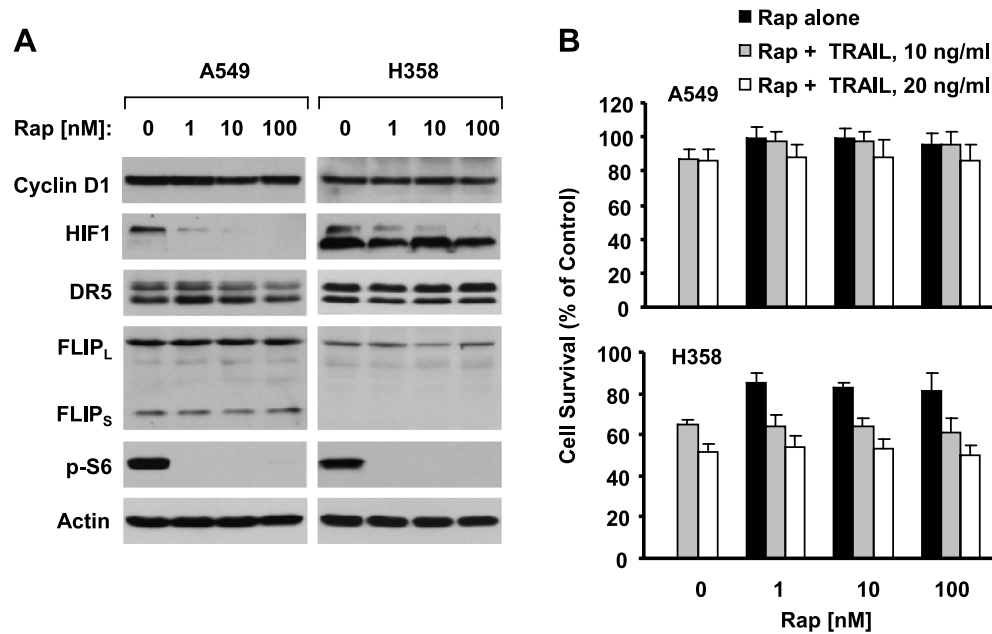 A
A549
H358
Rap [nM]:
0 1 10 100
0 1 10 100
Cyclin D1
HIF1
DR5
FLIPL
FLIPS
p-S6
Actin
B
Rap alone
Rap + TRAIL, 10 ng/ml
Rap + TRAIL, 20 ng/ml
A549
120
100
80
60
40
20
0
H358
100
80
60
40
20
0
Cell Survival (% of Control)
0 1 10 100
Rap [nM]